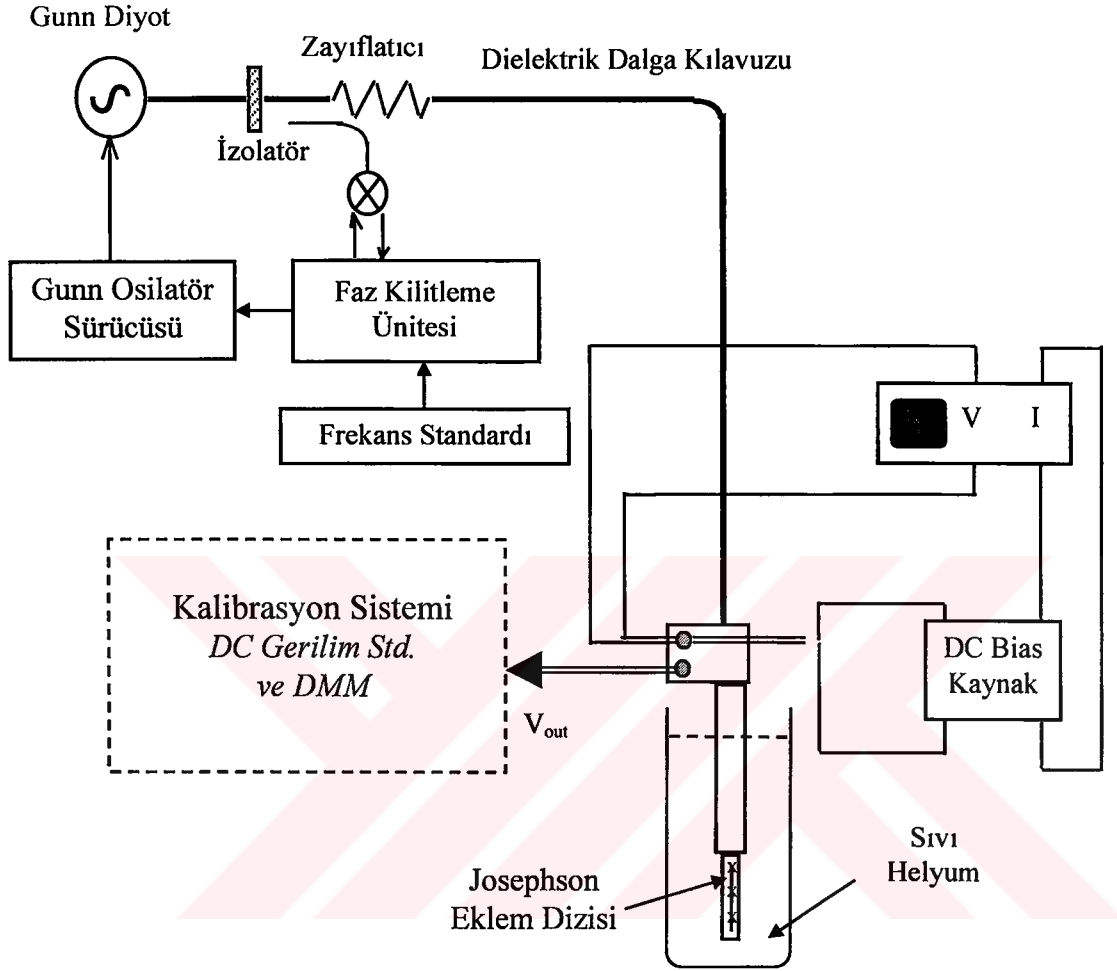 Gunn Diyot
Zayıflatıcı
Dielektrik Dalga Kılavuzu
İzolatör
Gunn Osilatör
Sürücüsü
Faz Kilitleme
Ünitesi
Frekans Standardı
V I
Kalibrasyon Sistemi
DC Gerilim Std.
ve DMM
V_out
DC Bias
Kaynak
Josephson
Eklem Dizisi
Sıvı
Helyum